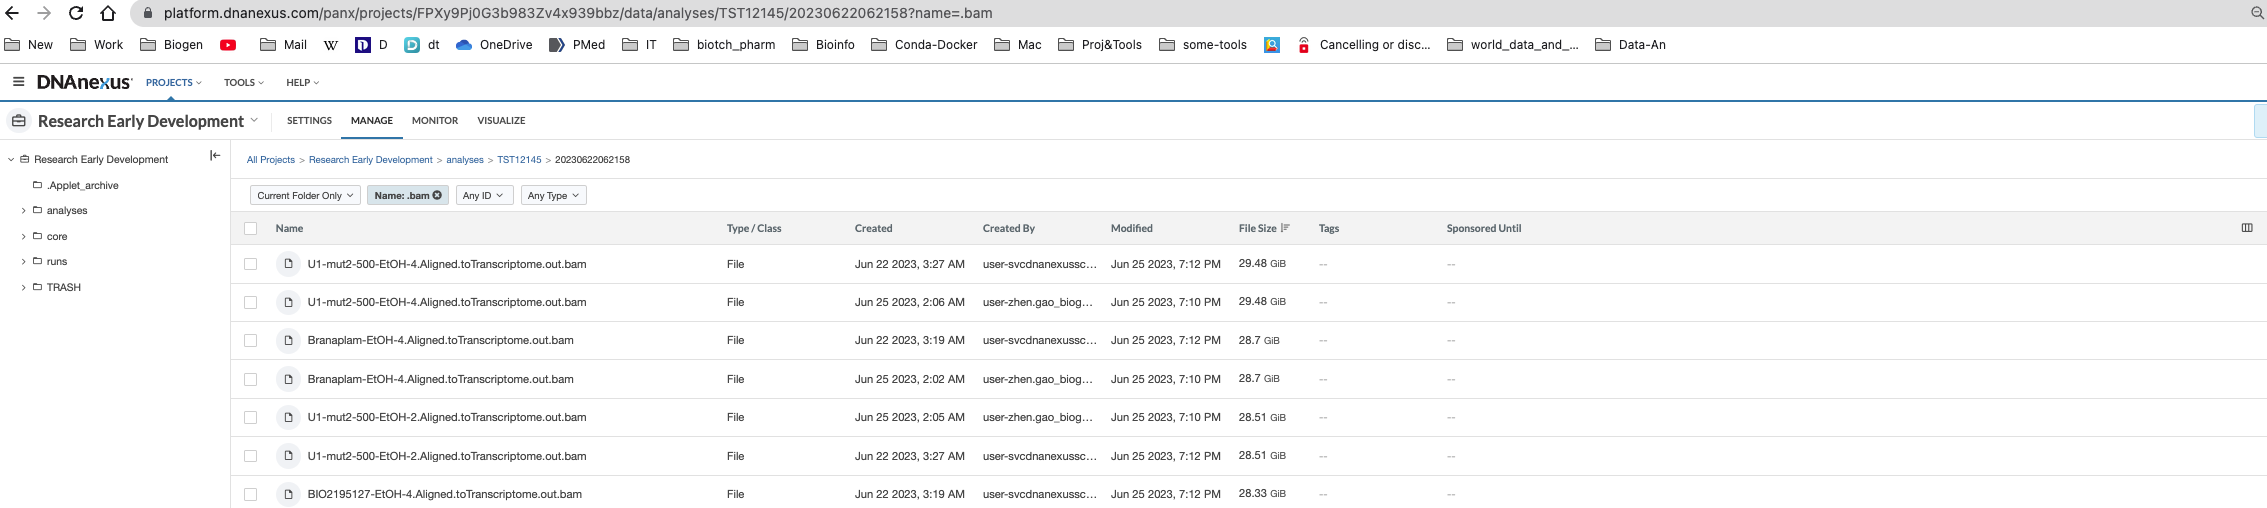 platform.dnanexus.com/panx/projects/FPXy9Pj0G3b983Zv4x939bbz/data/analyses/TST12145/20230622062158?name=.bam
New Work Biogen Mail W D dt OneDrive PMed IT biotch_pharm Bioinfo Conda-Docker Mac Proj&Tools some-tools Cancelling or disc... world_data_and_... Data-An
DNAnexus PROJECTS TOOLS HELP
Research Early Development SETTINGS MANAGE MONITOR VISUALIZE
Research Early Development
.Applet_archive
analyses
core
runs
TRASH
All Projects > Research Early Development > analyses > TST12145 > 20230622062158
Current Folder Only Name: .bam Any ID Any Type
Name Type / Class Created Created By Modified File Size Tags Sponsored Until
U1-mut2-500-EtOH-4.Aligned.toTranscriptome.out.bam File Jun 22 2023, 3:27 AM user-svcdnanexussc... Jun 25 2023, 7:12 PM 29.48 GiB -- --
U1-mut2-500-EtOH-4.Aligned.toTranscriptome.out.bam File Jun 25 2023, 2:06 AM user-zhen.gao_biog... Jun 25 2023, 7:10 PM 29.48 GiB -- --
Branaplam-EtOH-4.Aligned.toTranscriptome.out.bam File Jun 22 2023, 3:19 AM user-svcdnanexussc... Jun 25 2023, 7:12 PM 28.7 GiB -- --
Branaplam-EtOH-4.Aligned.toTranscriptome.out.bam File Jun 25 2023, 2:02 AM user-zhen.gao_biog... Jun 25 2023, 7:10 PM 28.7 GiB -- --
U1-mut2-500-EtOH-2.Aligned.toTranscriptome.out.bam File Jun 25 2023, 2:05 AM user-zhen.gao_biog... Jun 25 2023, 7:10 PM 28.51 GiB -- --
U1-mut2-500-EtOH-2.Aligned.toTranscriptome.out.bam File Jun 22 2023, 3:27 AM user-svcdnanexussc... Jun 25 2023, 7:12 PM 28.51 GiB -- --
BIO2195127-EtOH-4.Aligned.toTranscriptome.out.bam File Jun 22 2023, 3:19 AM user-svcdnanexussc... Jun 25 2023, 7:12 PM 28.33 GiB -- --